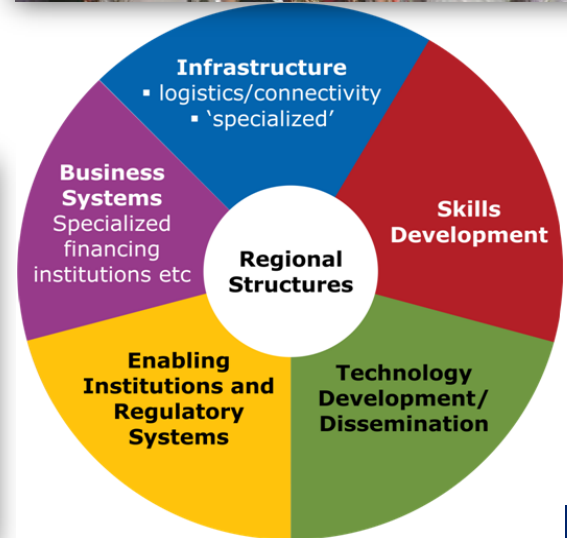 Infrastructure
▪ logistics/connectivity
▪ ‘specialized’
Business
Systems
Specialized
financing
institutions etc
Skills
Development
Regional
Structures
Enabling
Institutions and
Regulatory
Systems
Technology
Development/
Dissemination